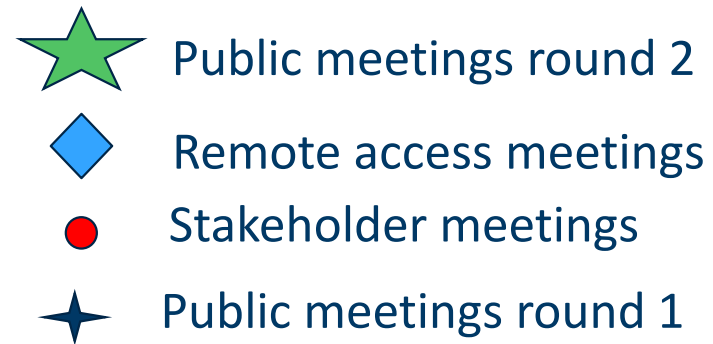 Public meetings round 2
Remote access meetings
Stakeholder meetings
Public meetings round 1